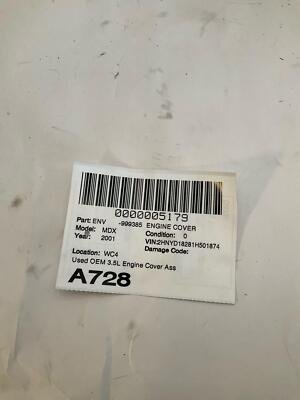 0000005179
Part: ENV -999385 ENGINE COVER
Model: MDX Condition: 0
Year: 2001 VIN:2HNYD18281H501874
Damage Code:
Location: WC4
Used OEM 3.5L Engine Cover Ass
A728